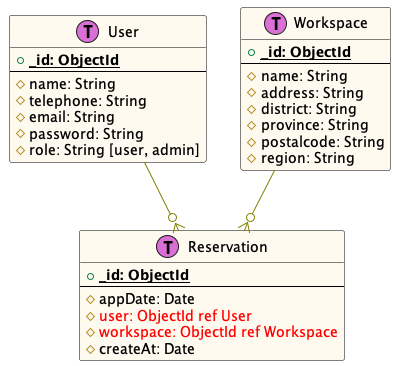 T User
_id: ObjectId
name: String
telephone: String
email: String
password: String
role: String [user, admin]
T Workspace
_id: ObjectId
name: String
address: String
district: String
province: String
postalcode: String
region: String
T Reservation
_id: ObjectId
appDate: Date
user: ObjectId ref User
workspace: ObjectId ref Workspace
createAt: Date